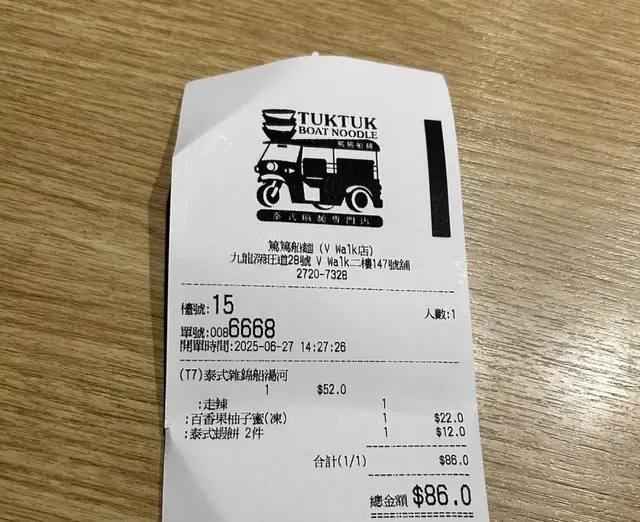 TUKTUK
BOAT NOODLE
篤篤船麵
泰式船麵專門店
篤篤船麵 (V Walk店)
九龍深旺道28號 V Walk二樓147號舖
2720-7328
檯號:15
人數:1
單號:0086668
開單時間:2025-06-27 14:27:26
(T7)泰式雜錦船湯河
1 $52.0
:走辣 1
:百香果柚子蜜(凍) 1 $22.0
:泰式蝦餅 2件 1 $12.0
合計(1/1) $86.0
總金額 $86.0